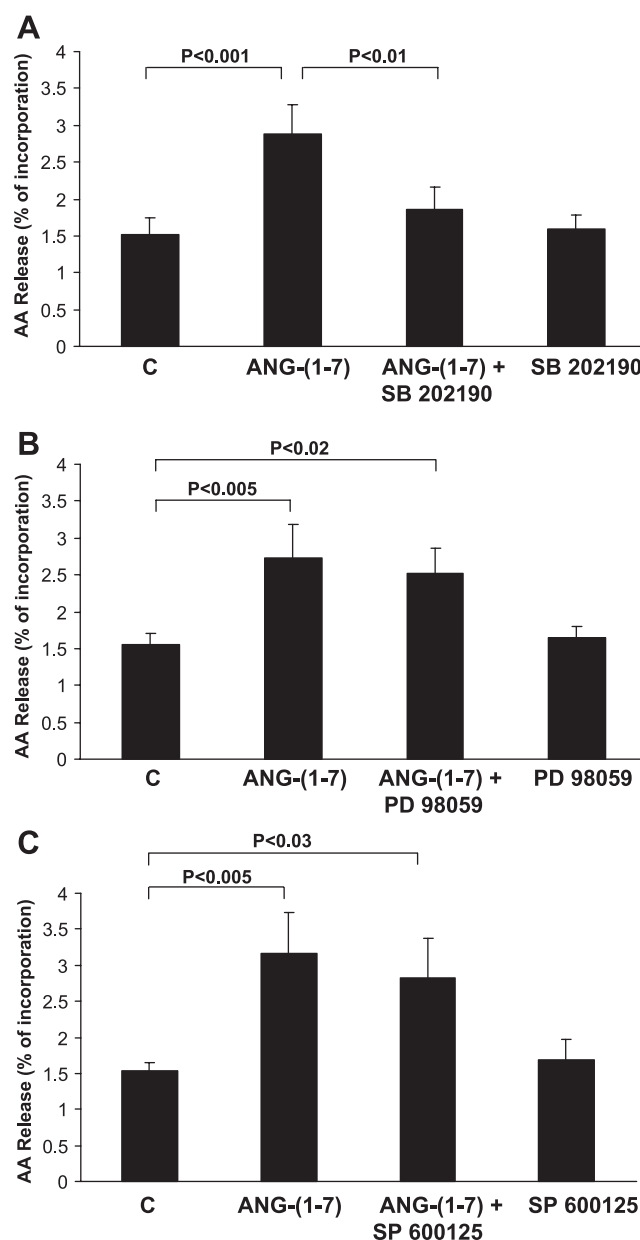 A
AA Release (% of incorporation)
4
3.5
3
2.5
2
1.5
1
0.5
0
P<0.001
P<0.01
C
ANG-(1-7)
ANG-(1-7) +
SB 202190
SB 202190
B
AA Release (% of incorporation)
4
3.5
3
2.5
2
1.5
1
0.5
0
P<0.02
P<0.005
C
ANG-(1-7)
ANG-(1-7) +
PD 98059
PD 98059
C
AA Release (% of incorporation)
4
3.5
3
2.5
2
1.5
1
0.5
0
P<0.03
P<0.005
C
ANG-(1-7)
ANG-(1-7) +
SP 600125
SP 600125